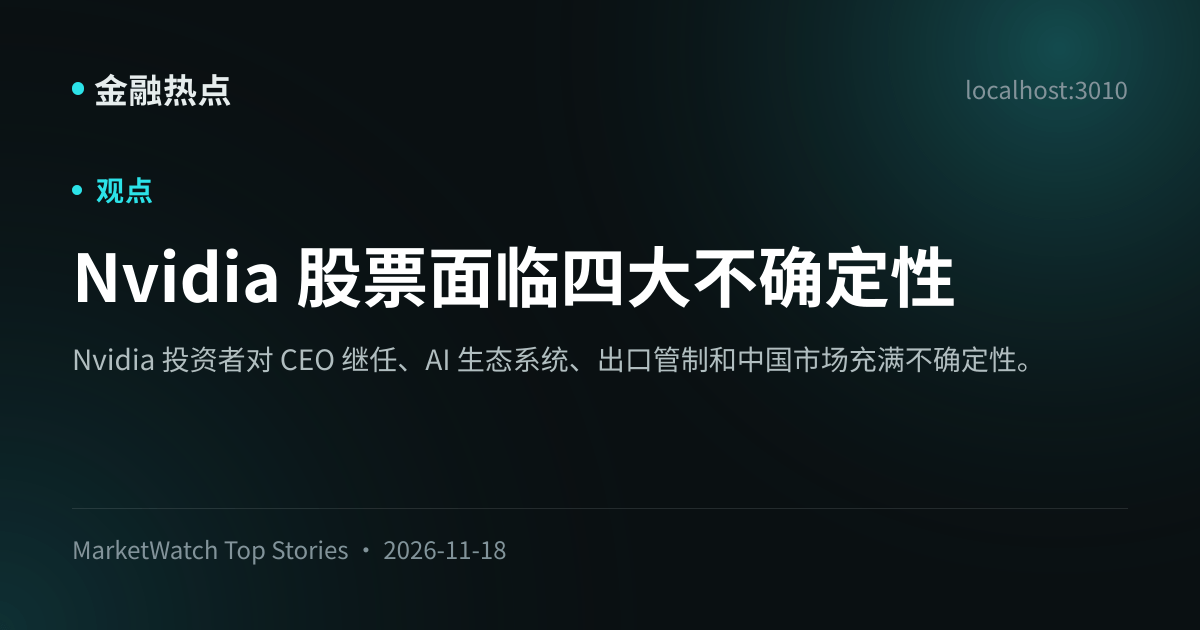 金融热点
localhost:3010
观点
Nvidia 股票面临四大不确定性
Nvidia 投资者对 CEO 继任、AI 生态系统、出口管制和中国市场充满不确定性。
MarketWatch Top Stories · 2026-11-18